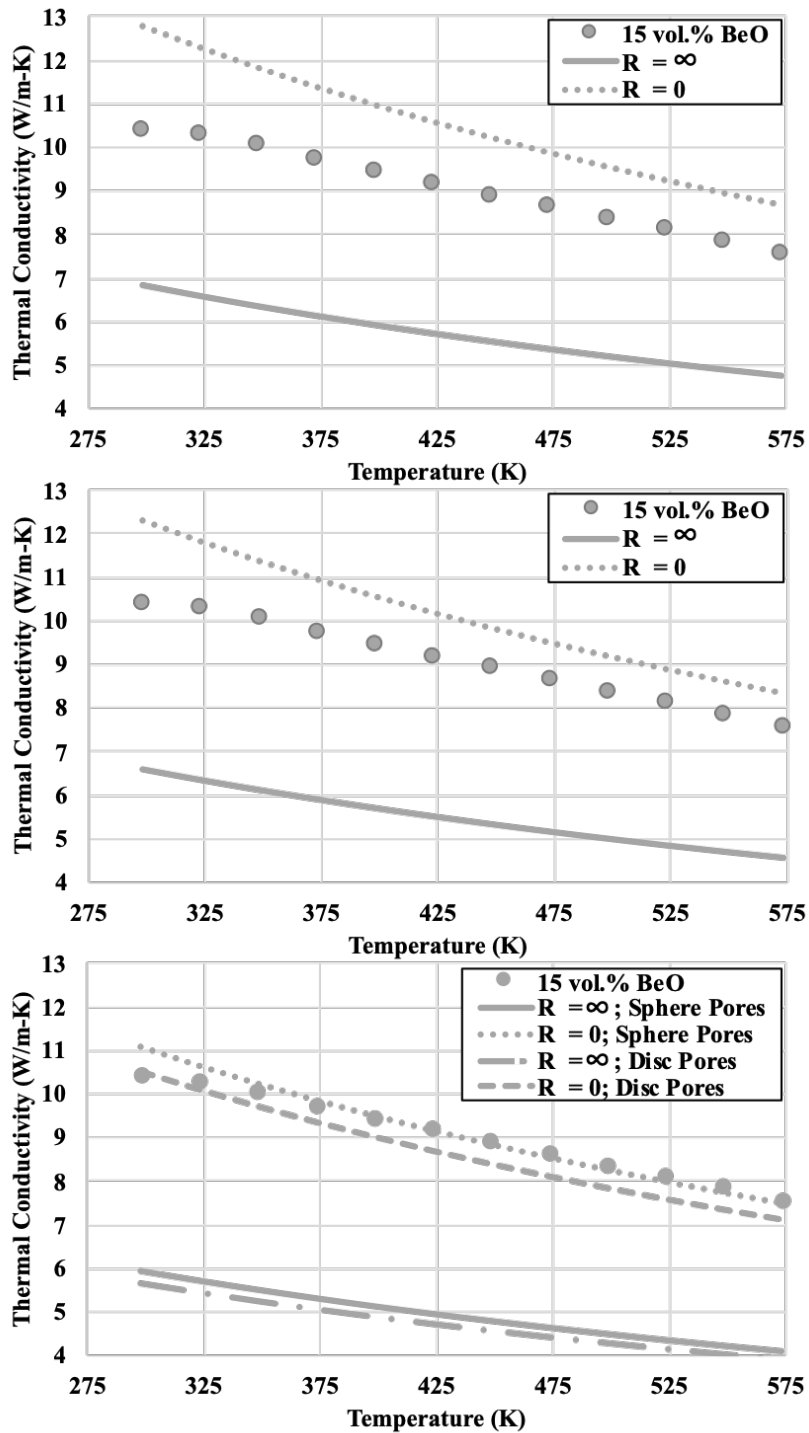 13
12
11
10
9
8
7
6
5
4
Thermal Conductivity (W/m-K)
15 vol.% BeO
R = ∞
R = 0
275 325 375 425 475 525 575
Temperature (K)
13
12
11
10
9
8
7
6
5
4
Thermal Conductivity (W/m-K)
15 vol.% BeO
R = ∞
R = 0
275 325 375 425 475 525 575
Temperature (K)
13
12
11
10
9
8
7
6
5
4
Thermal Conductivity (W/m-K)
15 vol.% BeO
R =∞ ; Sphere Pores
R = 0; Sphere Pores
R =∞; Disc Pores
R = 0; Disc Pores
275 325 375 425 475 525 575
Temperature (K)